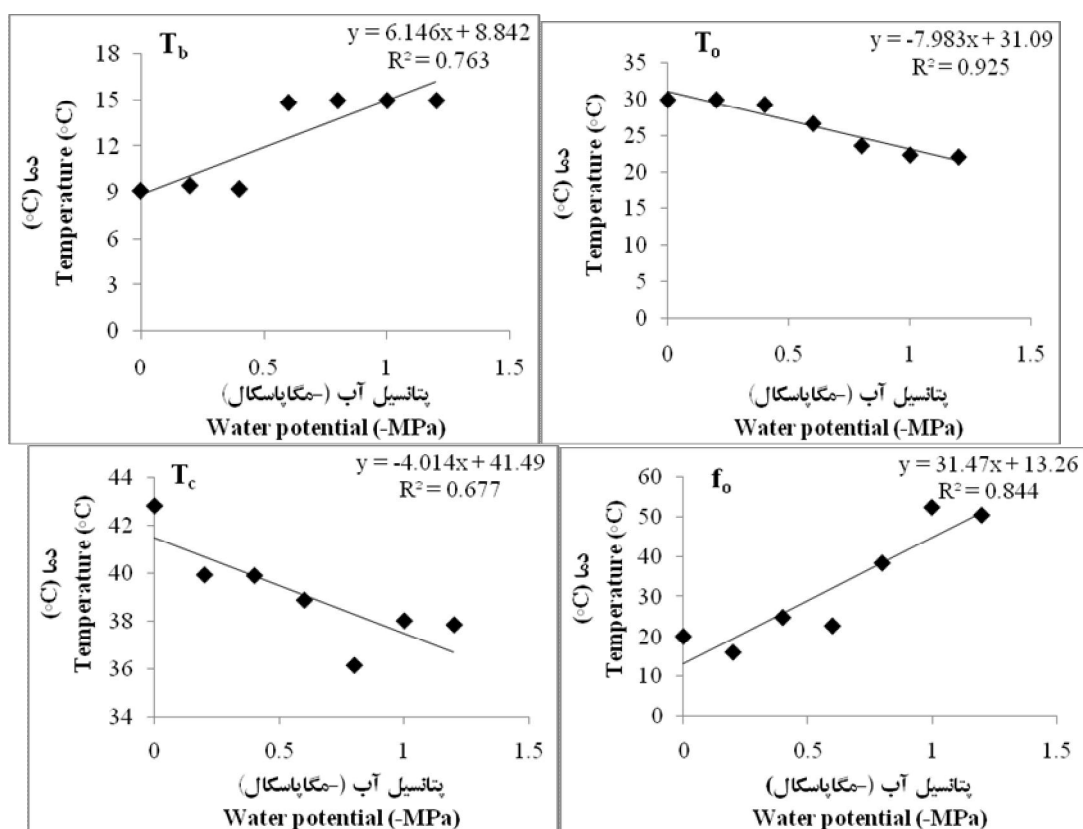 T_b
y = 6.146x + 8.842
R² = 0.763
18
15
12
9
6
3
0
دما (°C)
Temperature (°C)
0 0.5 1 1.5
پتانسیل آب (-مگاپاسکال)
Water potential (-MPa)
T_o
y = -7.983x + 31.09
R² = 0.925
35
30
25
20
15
10
5
0
دما (°C)
Temperature (°C)
0 0.5 1 1.5
پتانسیل آب (-مگاپاسکال)
Water potential (-MPa)
T_c
y = -4.014x + 41.49
R² = 0.677
44
42
40
38
36
34
دما (°C)
Temperature (°C)
0 0.5 1 1.5
پتانسیل آب (-مگاپاسکال)
Water potential (-MPa)
f_o
y = 31.47x + 13.26
R² = 0.844
60
50
40
30
20
10
0
دما (°C)
Temperature (°C)
0 0.5 1 1.5
پتانسیل آب (-مگاپاسکال)
Water potential (-MPa)